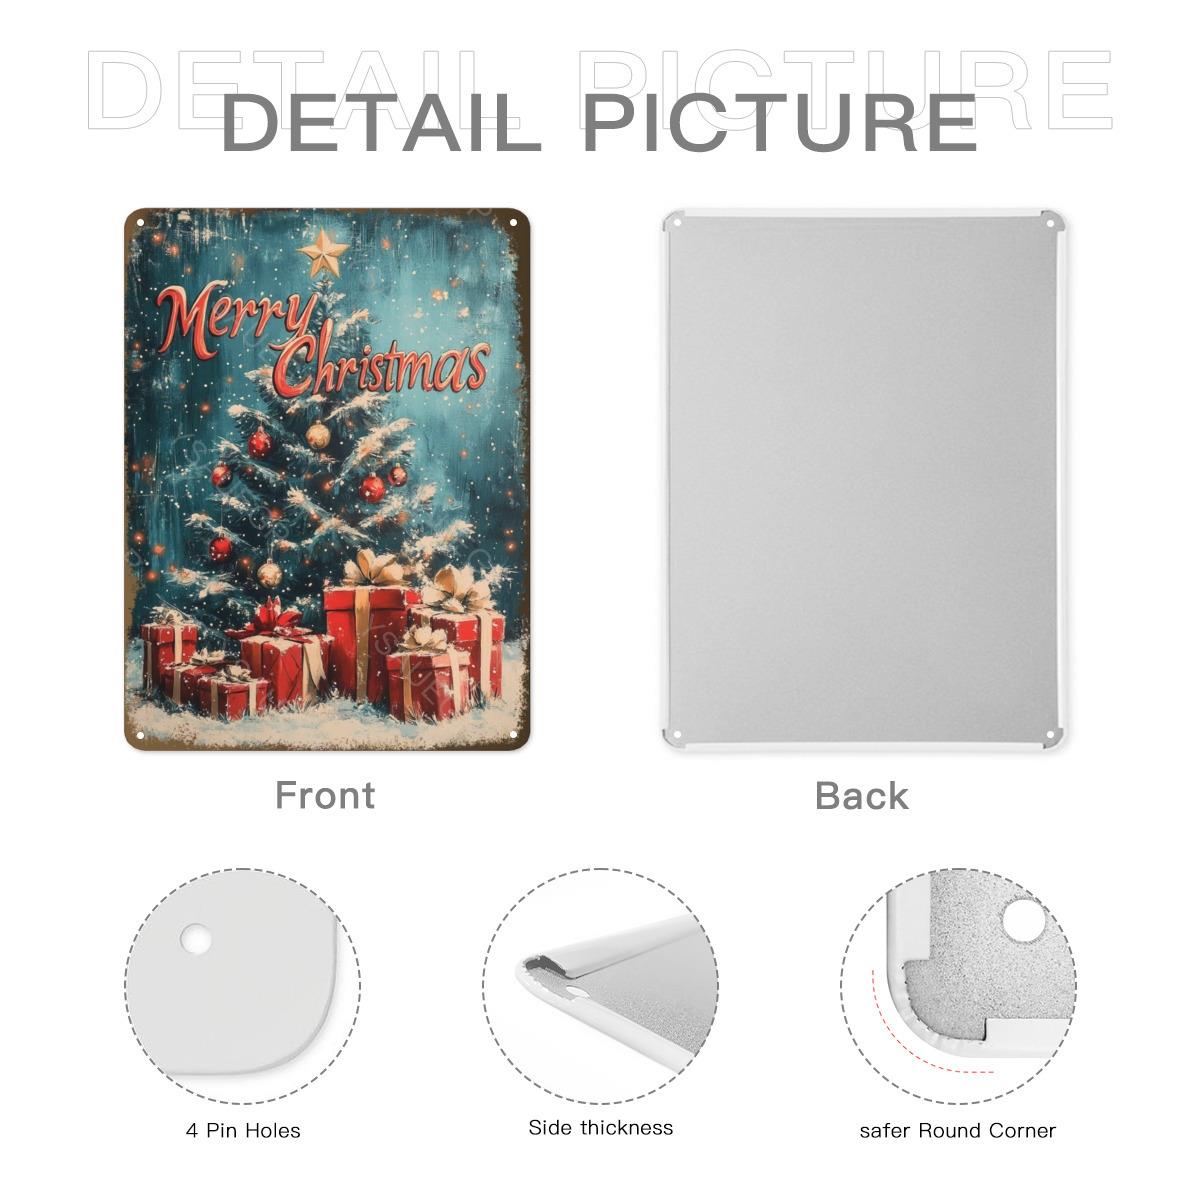 DETAIL PICTURE
DETAIL PICTURE
Merry
Christmas
Front
Back
4 Pin Holes
Side thickness
safer Round Corner